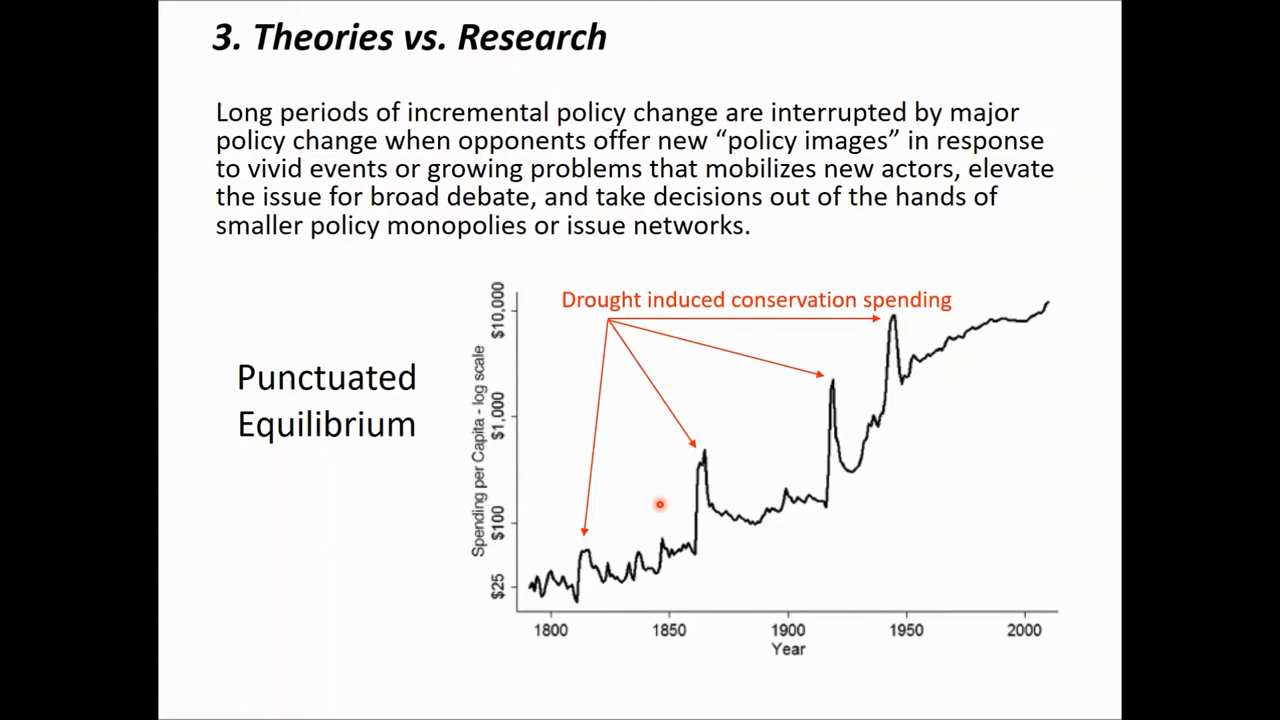 3. Theories vs. Research
Long periods of incremental policy change are interrupted by major
policy change when opponents offer new “policy images” in response
to vivid events or growing problems that mobilizes new actors, elevate
the issue for broad debate, and take decisions out of the hands of
smaller policy monopolies or issue networks.
Punctuated
Equilibrium
Drought induced conservation spending
Spending per Capita - log scale
$10,000
$1,000
$100
$25
1800 1850 1900 1950 2000
Year